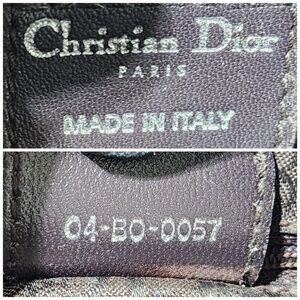 Christian Dior
PARIS
MADE IN ITALY
04-BO-0057